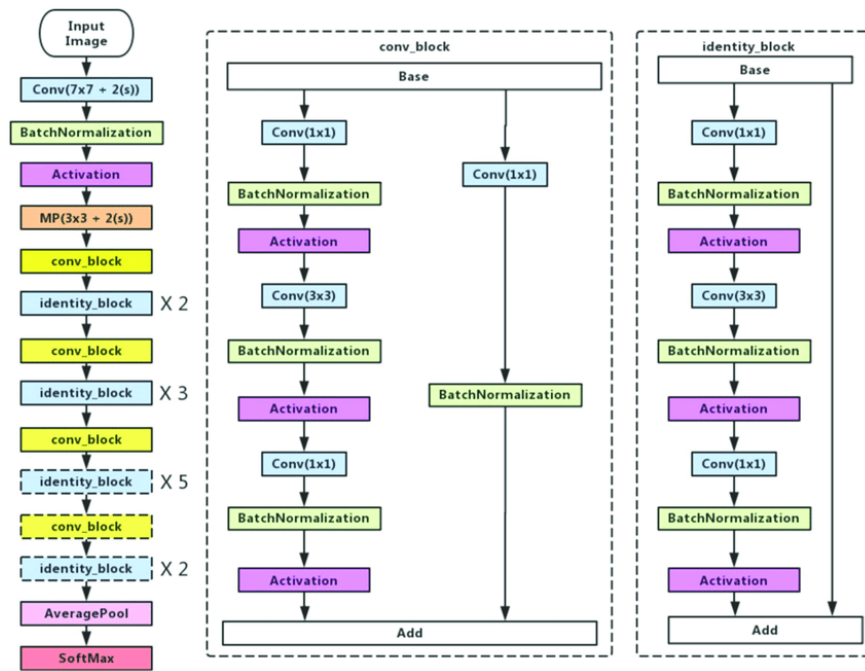 Input
Image
Conv(7x7 + 2(s))
BatchNormalization
Activation
MP(3x3 + 2(s))
conv_block
identity_block X 2
conv_block
identity_block X 3
conv_block
identity_block X 5
conv_block
identity_block X 2
AveragePool
SoftMax
conv_block
Base
Conv(1x1)
BatchNormalization
Activation
Conv(3x3)
BatchNormalization
Activation
Conv(1x1)
BatchNormalization
Activation
Conv(1x1)
BatchNormalization
Add
identity_block
Base
Conv(1x1)
BatchNormalization
Activation
Conv(3x3)
BatchNormalization
Activation
Conv(1x1)
BatchNormalization
Activation
Add